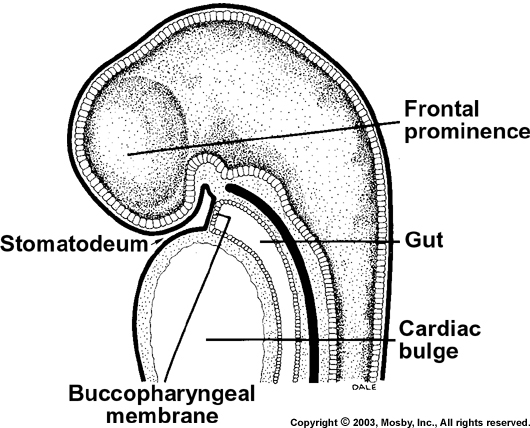 Frontal
prominence
Stomatodeum
Gut
Cardiac
bulge
Buccopharyngeal
membrane
DALE
Copyright © 2003, Mosby, Inc., All rights reserved.